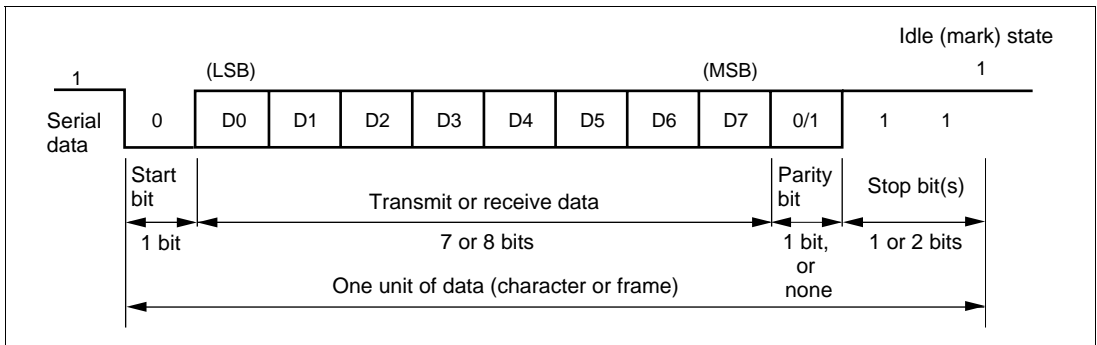 Idle (mark) state
1 (LSB) (MSB) 1
Serial data 0 D0 D1 D2 D3 D4 D5 D6 D7 0/1 1 1
Start bit
Parity bit
Stop bit(s)
Transmit or receive data
1 bit
7 or 8 bits
1 bit, or none
1 or 2 bits
One unit of data (character or frame)